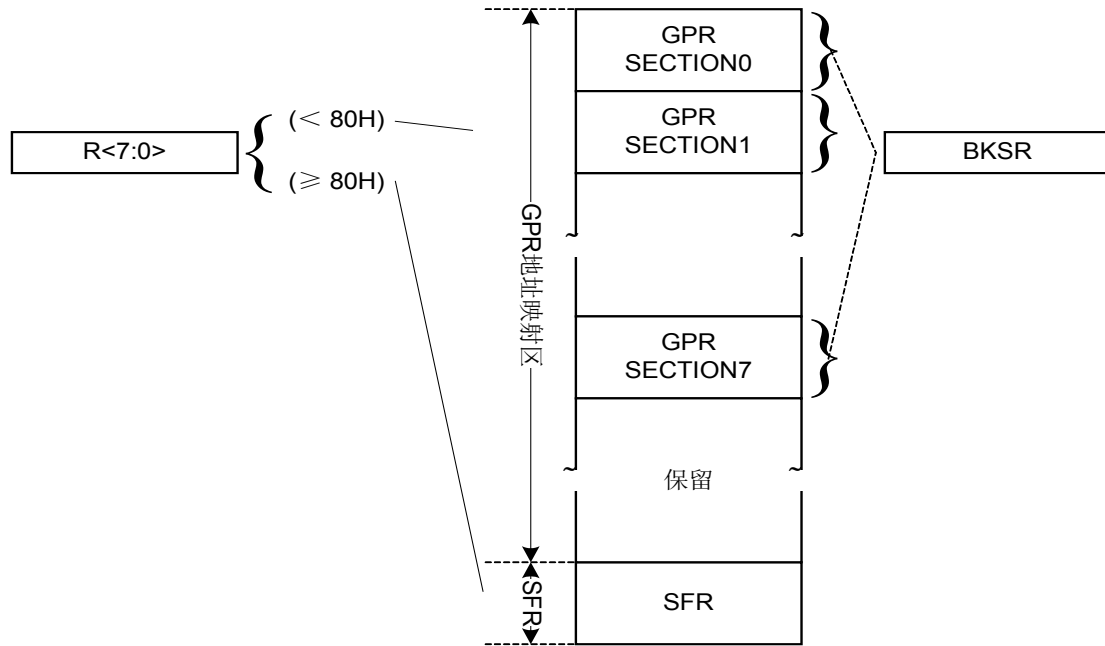 GPR
SECTION0
(< 80H)
R<7:0>
GPR
SECTION1
BKSR
(≧ 80H)
GPR地址映射区
GPR
SECTION7
保留
SFR
SFR